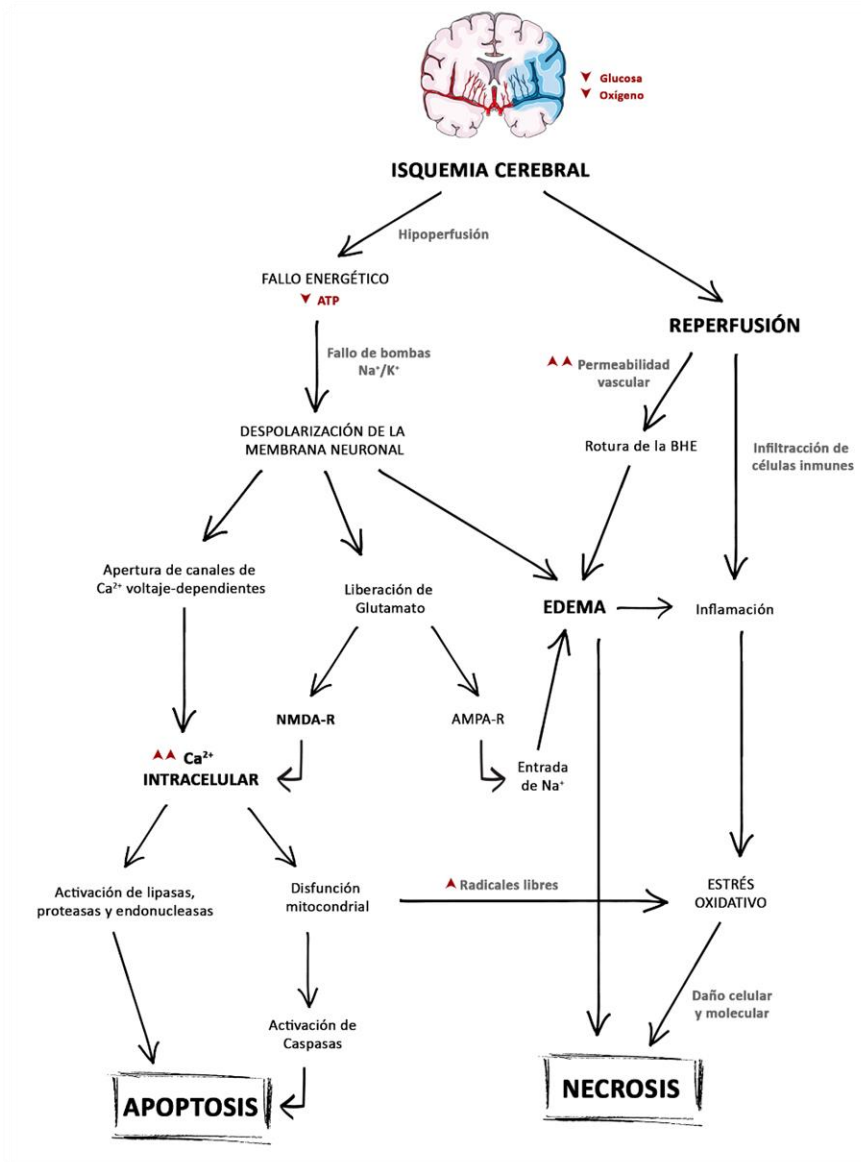 Glucosa
Oxígeno
ISQUEMIA CEREBRAL
Hipoperfusión
FALLO ENERGÉTICO
ATP
REPERFUSIÓN
Fallo de bombas
Na⁺/K⁺
Permeabilidad
vascular
DESPOLARIZACIÓN DE LA
MEMBRANA NEURONAL
Rotura de la BHE
Infiltracción de
células inmunes
Apertura de canales de
Ca²⁺ voltaje-dependientes
Liberación de
Glutamato
EDEMA
Inflamación
NMDA-R
AMPA-R
Ca²⁺
INTRACELULAR
Entrada
de Na⁺
Activación de lipasas,
proteasas y endonucleasas
Disfunción
mitocondrial
Radicales libres
ESTRÉS
OXIDATIVO
Daño celular
y molecular
Activación de
Caspasas
APOPTOSIS
NECROSIS